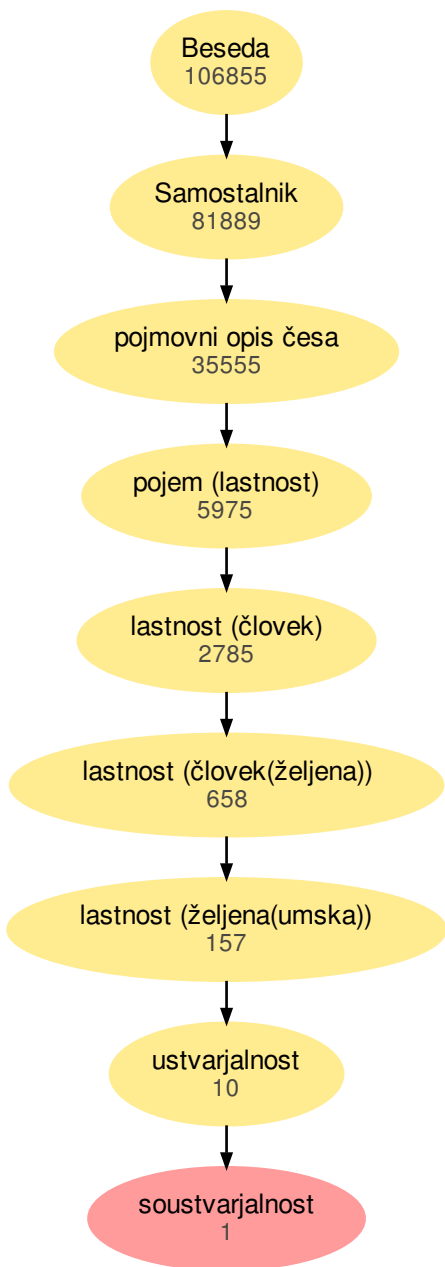 Beseda
106855
Samostalnik
81889
pojmovni opis česa
35555
pojem (lastnost)
5975
lastnost (človek)
2785
lastnost (človek(željena))
658
lastnost (željena(umska))
157
ustvarjalnost
10
soustvarjalnost
1